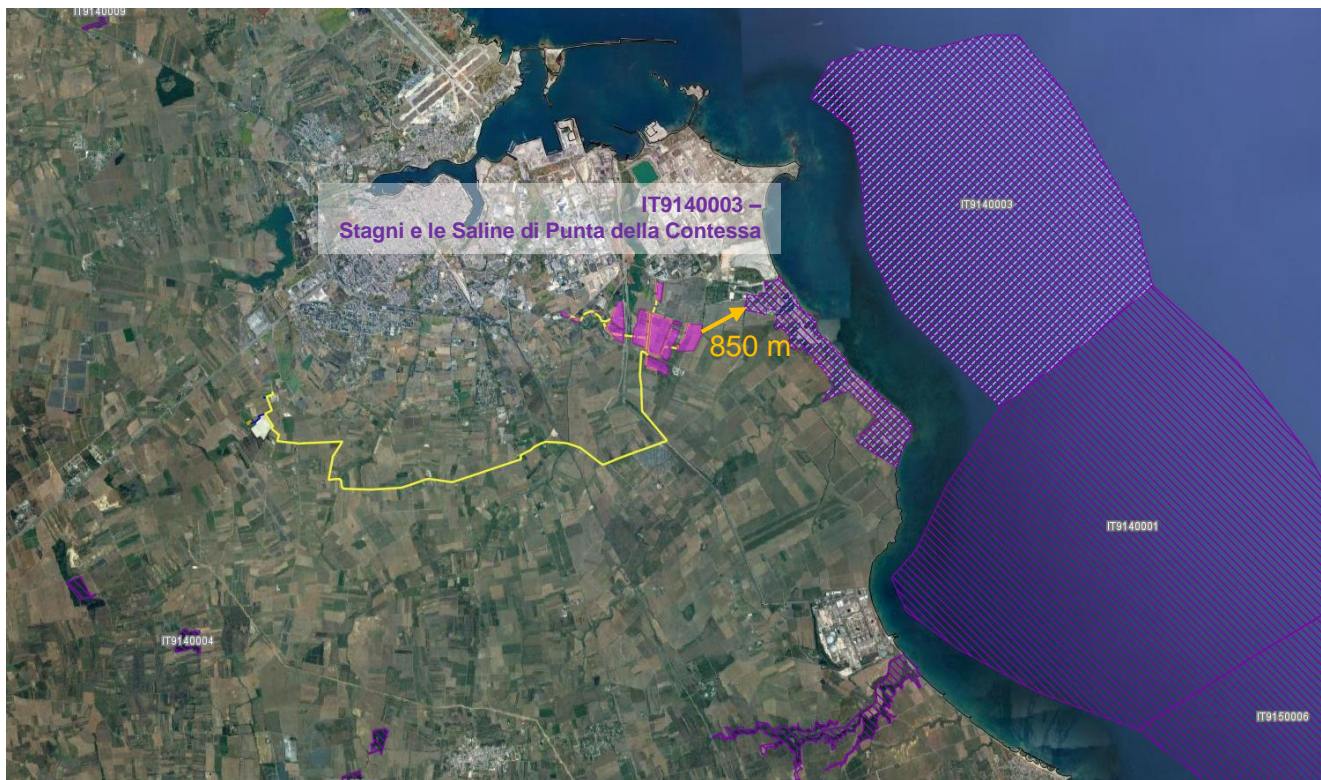 IT9140009
IT9140003 –
Stagni e le Saline di Punta della Contessa
IT9140003
850 m
IT9140001
IT9140004
IT9150006